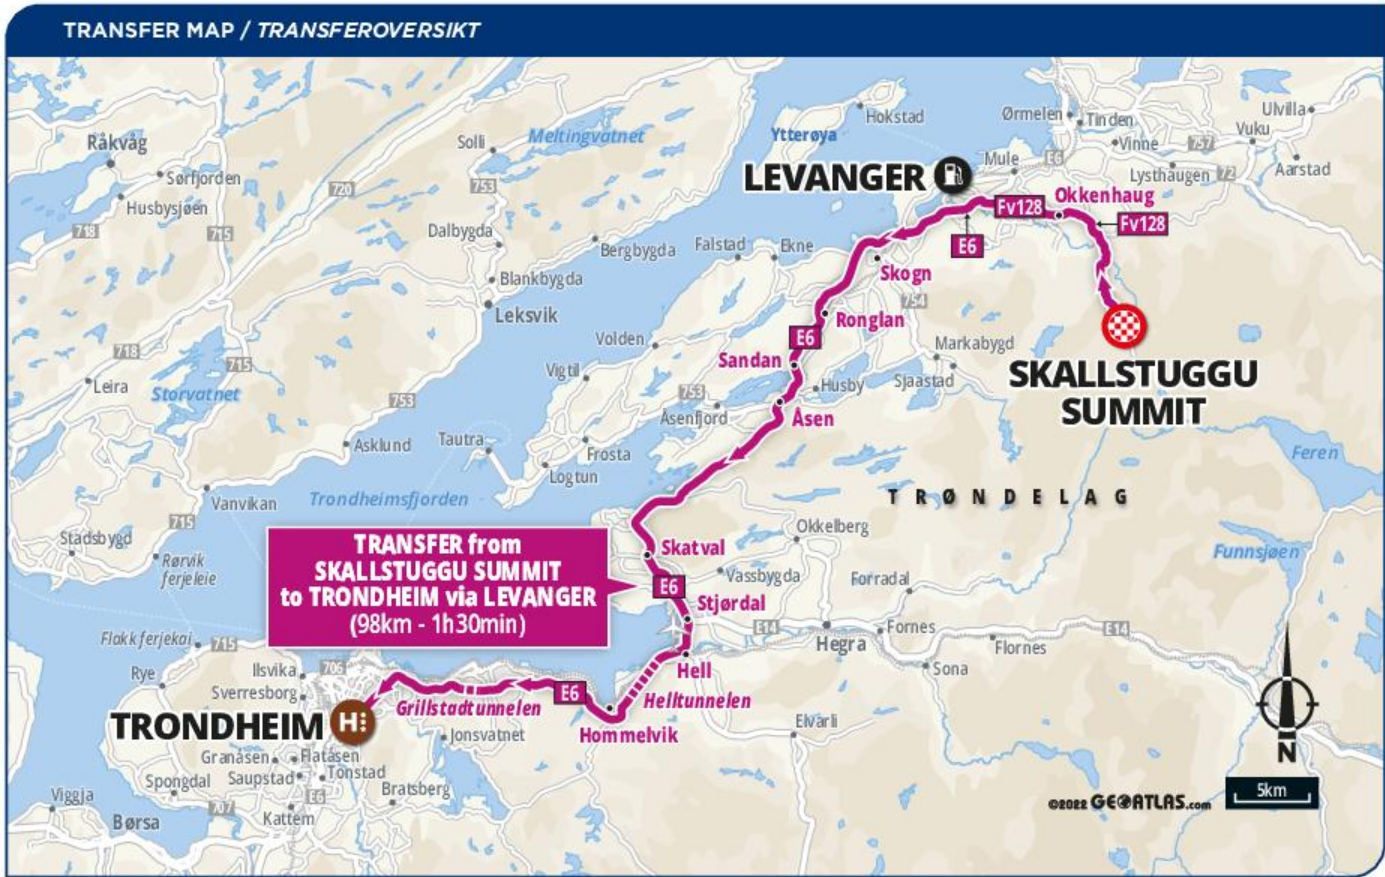 TRANSFER MAP / TRANSFEROVERSIKT
Råkvåg
Sørfjorden
Husbysjøen
718
715
720
Solli
753
Meltingvatnet
Dalbygda
Blankbygda
Leksvik
Bergbygda
Ytterøya
Hokstad
Ørmelen
Tinden
Vinne
757
Vuku
Ulvilla
Aarstad
Lysthaugen
72
Mule
E6
LEVANGER
Okkenhaug
Fv128
Fv128
E6
Falstad
Ekne
Skogn
754
Ronglan
E6
Volden
Sandan
Markabygd
SKALLSTUGGU
SUMMIT
Vigtil
Husby
Sjaastad
753
Åsenfjord
Åsen
718
Leira
715
Storvatnet
753
Asklund
Tautra
Frosta
Logtun
Feren
Vanvikan
Trondheimsfjorden
TRØNDELAG
715
Stadsbygd
Rørvik
ferjeleie
Okkelberg
Funnsjøen
TRANSFER from
SKALLSTUGGU SUMMIT
to TRONDHEIM via LEVANGER
(98km - 1h30min)
Skatval
E6
Vassbygda
Forradal
Stjørdal
E14
Hegra
Fornes
Flornes
E14
Sona
Flakk ferjekai
715
Rye
Ilsvika
706
Sverresborg
Hell
Helltunnelen
E6
Grillstadtunnelen
Hommelvik
Elvarli
TRONDHEIM
H
Jonsvatnet
Granåsen
Flatåsen
Saupstad
Tonstad
Spongdal
E6
Bratsberg
Viggja
707
Kattem
Børsa
N
5km
©2022 GEOATLAS.com